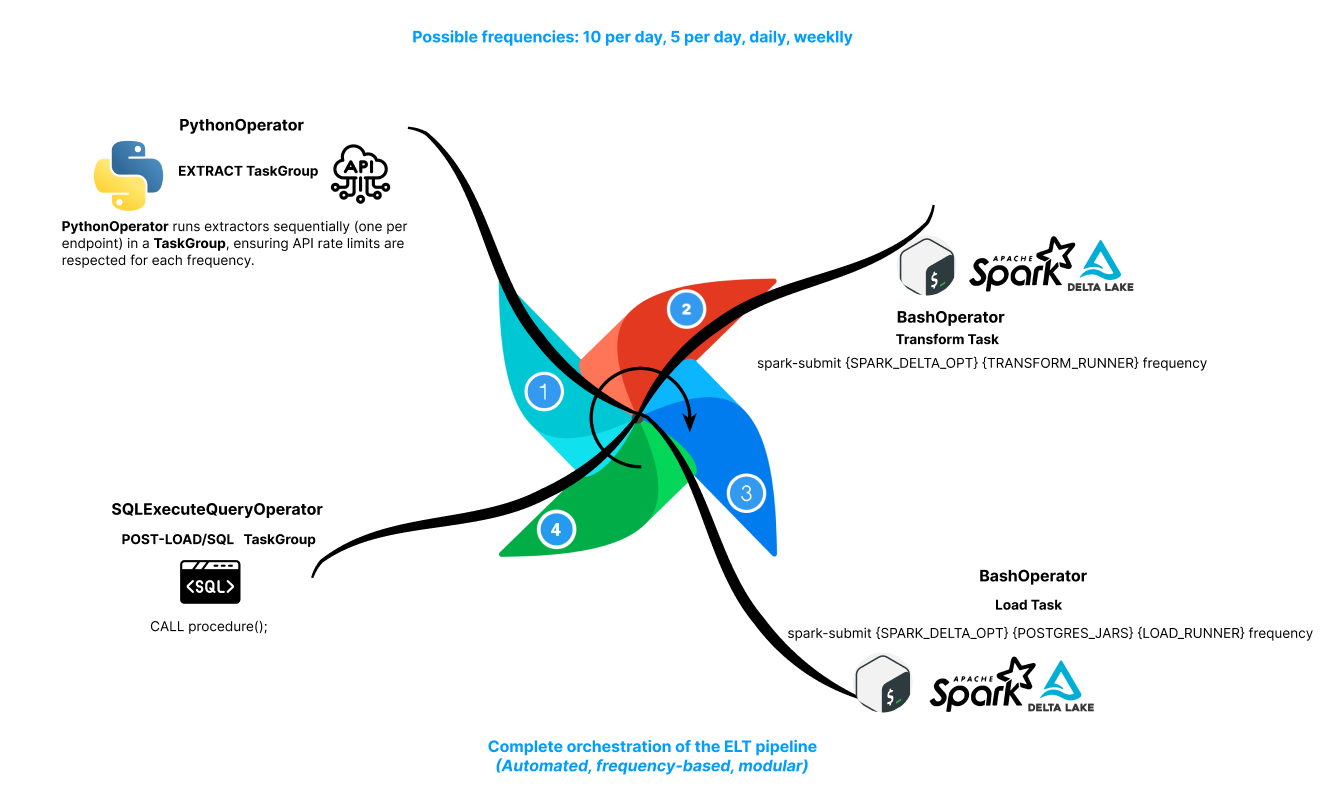 Possible frequencies: 10 per day, 5 per day, daily, weeklly
PythonOperator
EXTRACT TaskGroup
API
PythonOperator runs extractors sequentially (one per
endpoint) in a TaskGroup, ensuring API rate limits are
respected for each frequency.
1
2
3
4
$_
APACHE
Spark
DELTA LAKE
BashOperator
Transform Task
spark-submit {SPARK_DELTA_OPT} {TRANSFORM_RUNNER} frequency
SQLExecuteQueryOperator
POST-LOAD/SQL TaskGroup
<SQL>
CALL procedure();
BashOperator
Load Task
spark-submit {SPARK_DELTA_OPT} {POSTGRES_JARS} {LOAD_RUNNER} frequency
$_
APACHE
Spark
DELTA LAKE
Complete orchestration of the ELT pipeline
(Automated, frequency-based, modular)